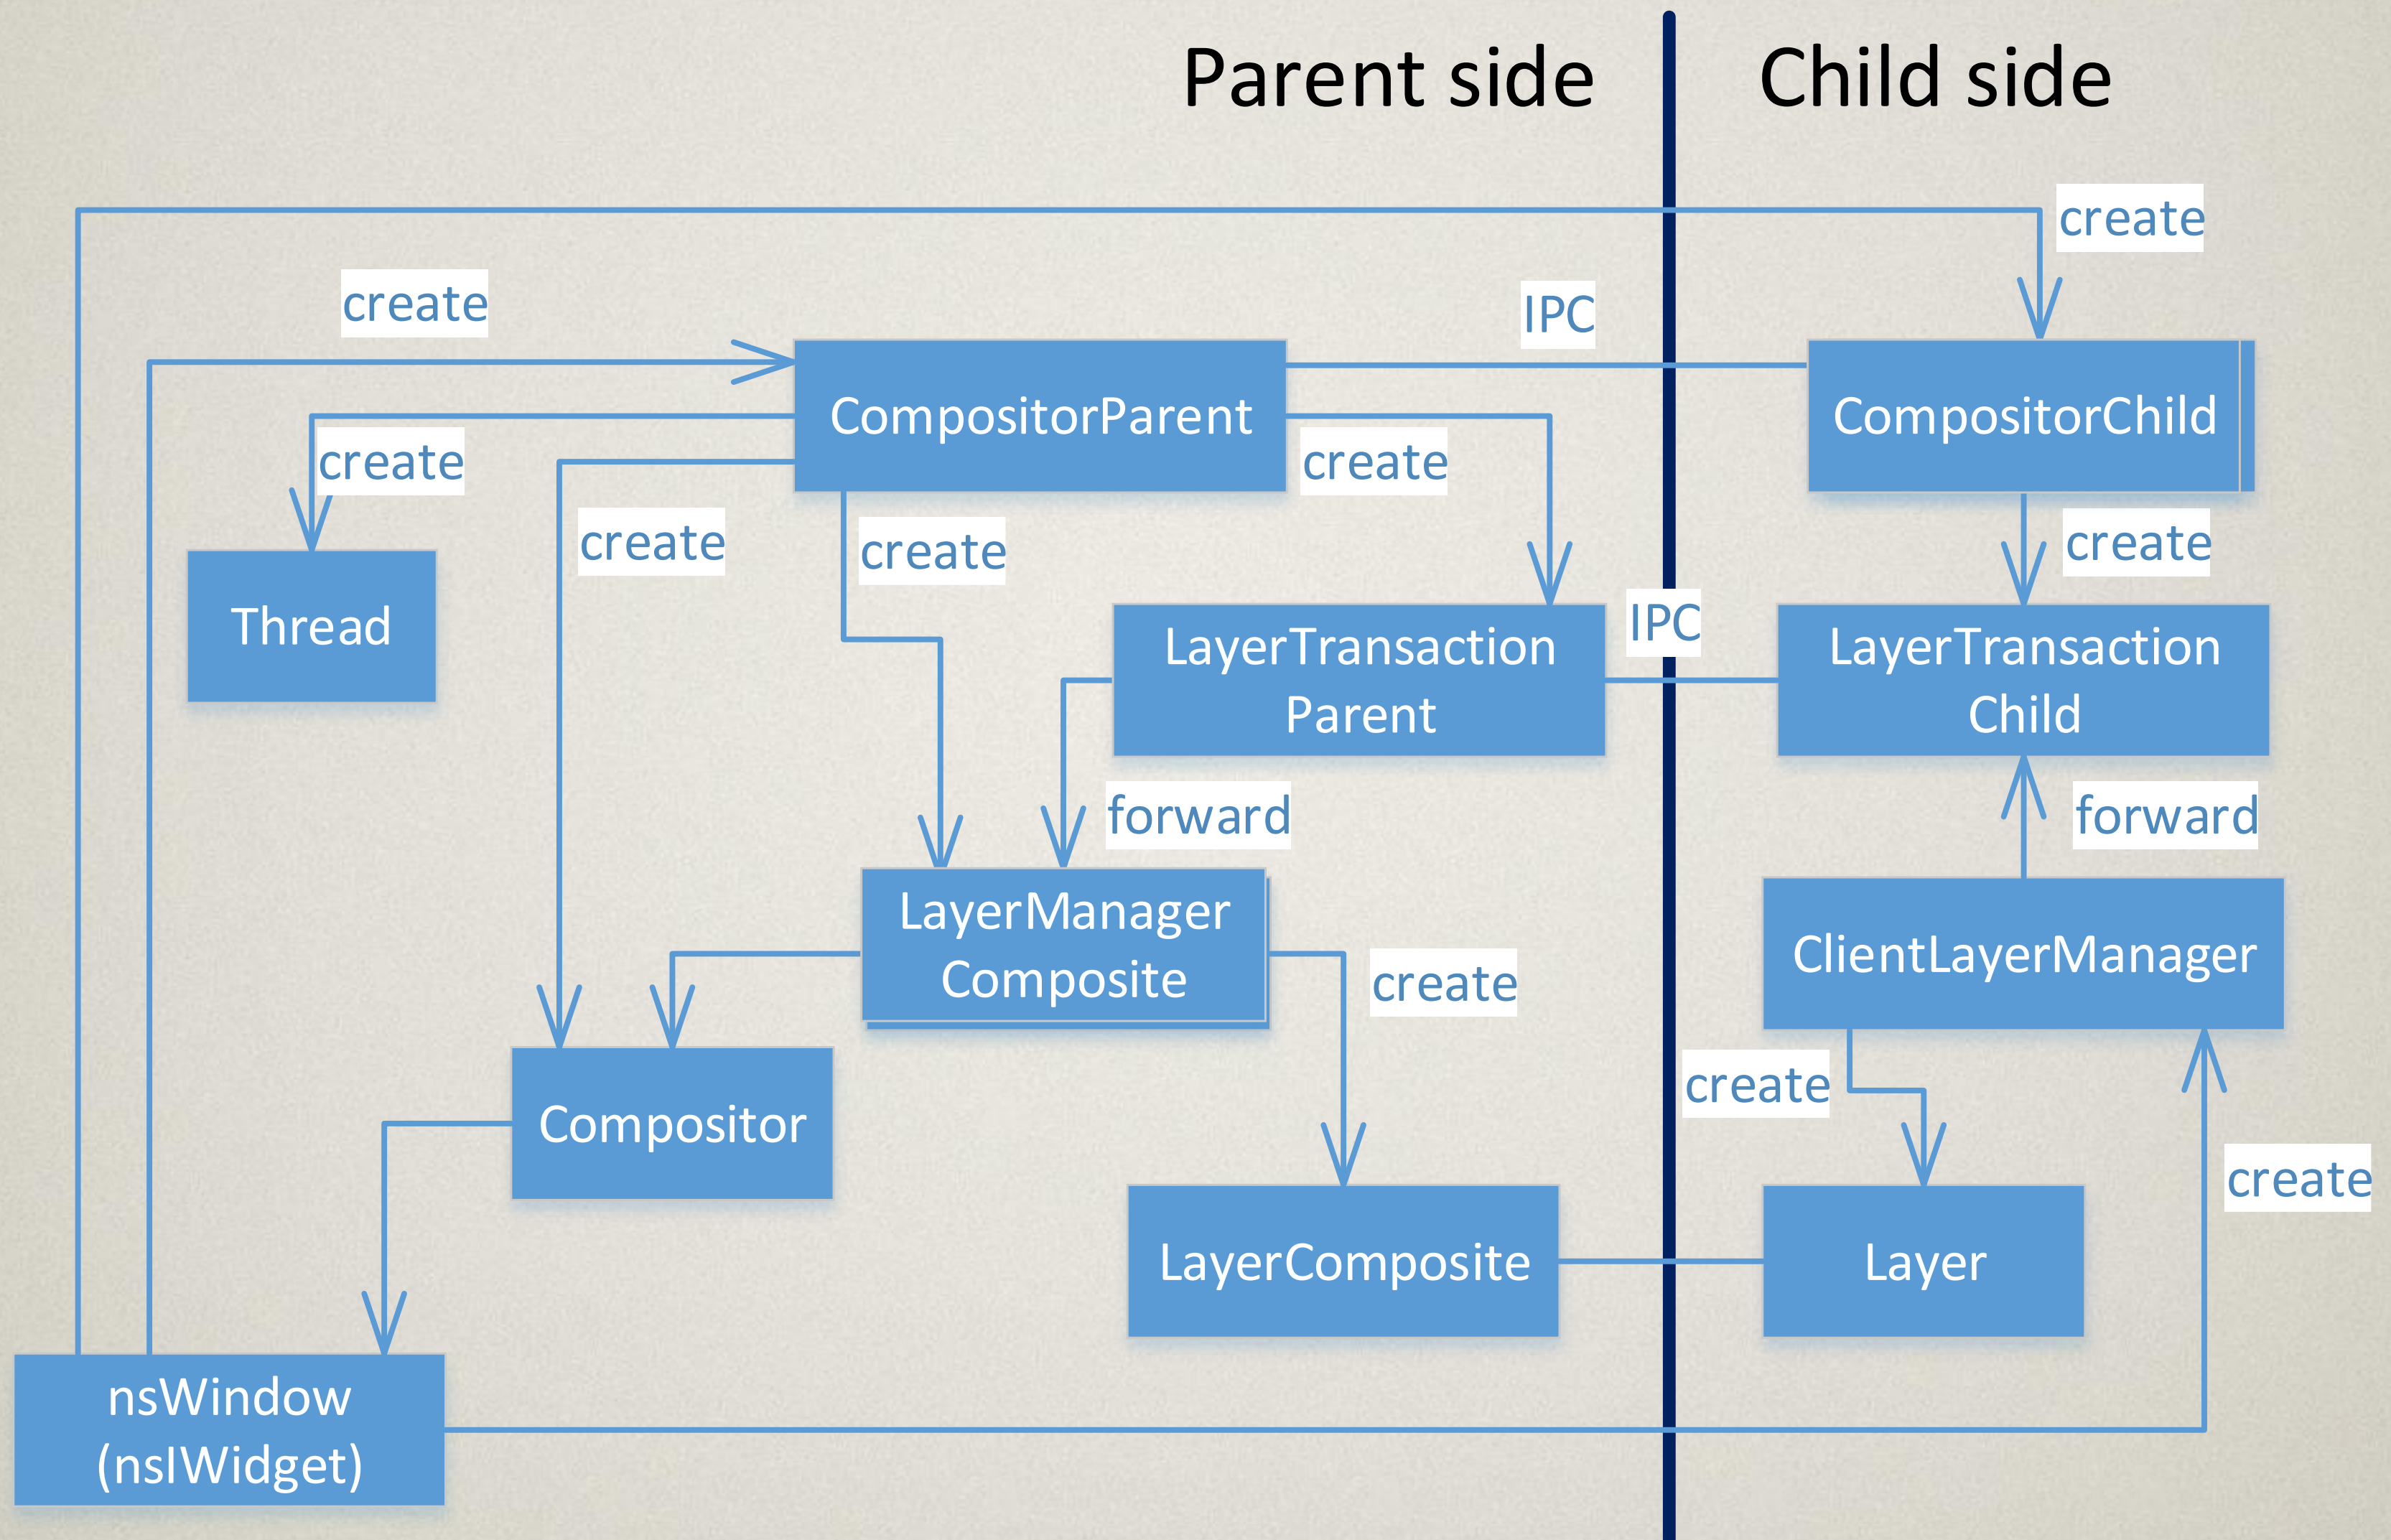 Parent side
Child side
create
create
IPC
CompositorParent
CompositorChild
create
create
create
create
create
Thread
IPC
LayerTransaction
Parent
LayerTransaction
Child
forward
forward
LayerManager
Composite
ClientLayerManager
create
create
Compositor
create
LayerComposite
Layer
nsWindow
(nsIWidget)